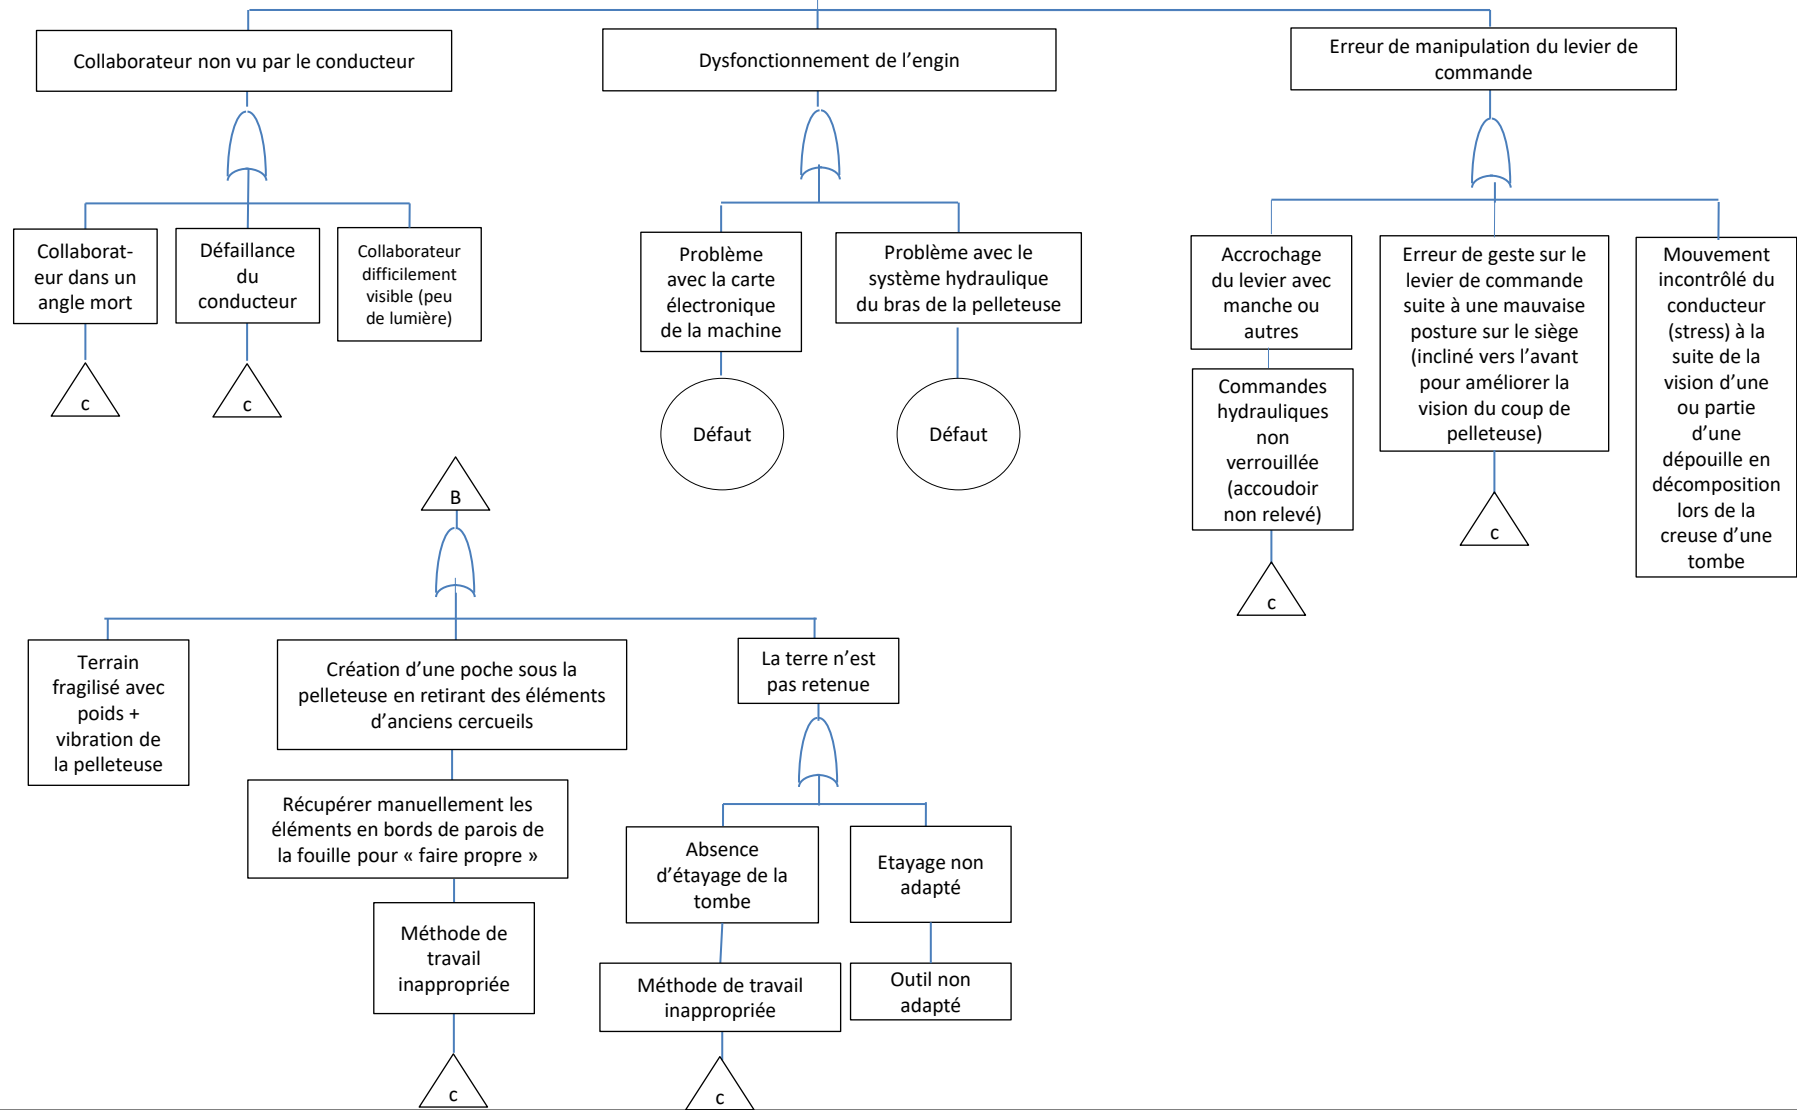 Collaborateur non vu par le conducteur
Dysfonctionnement de l’engin
Erreur de manipulation du levier de
commande
Collaborat-
eur dans un
angle mort
Défaillance
du
conducteur
Collaborateur
difficilement
visible (peu
de lumière)
c
c
Problème
avec la carte
électronique
de la machine
Problème avec le
système hydraulique
du bras de la pelleteuse
Défaut
Défaut
Accrochage
du levier avec
manche ou
autres
Commandes
hydrauliques
non
verrouillée
(accoudoir
non relevé)
c
Erreur de geste sur le
levier de commande
suite à une mauvaise
posture sur le siège
(incliné vers l’avant
pour améliorer la
vision du coup de
pelleteuse)
c
Mouvement
incontrôlé du
conducteur
(stress) à la
suite de la
vision d’une
ou partie
d’une
dépouille en
décomposition
lors de la
creuse d’une
tombe
B
Terrain
fragilisé avec
poids +
vibration de
la pelleteuse
Création d’une poche sous la
pelleteuse en retirant des éléments
d’anciens cercueils
Récupérer manuellement les
éléments en bords de parois de
la fouille pour « faire propre »
Méthode de
travail
inappropriée
c
La terre n’est
pas retenue
Absence
d’étayage de la
tombe
Méthode de travail
inappropriée
c
Etayage non
adapté
Outil non
adapté